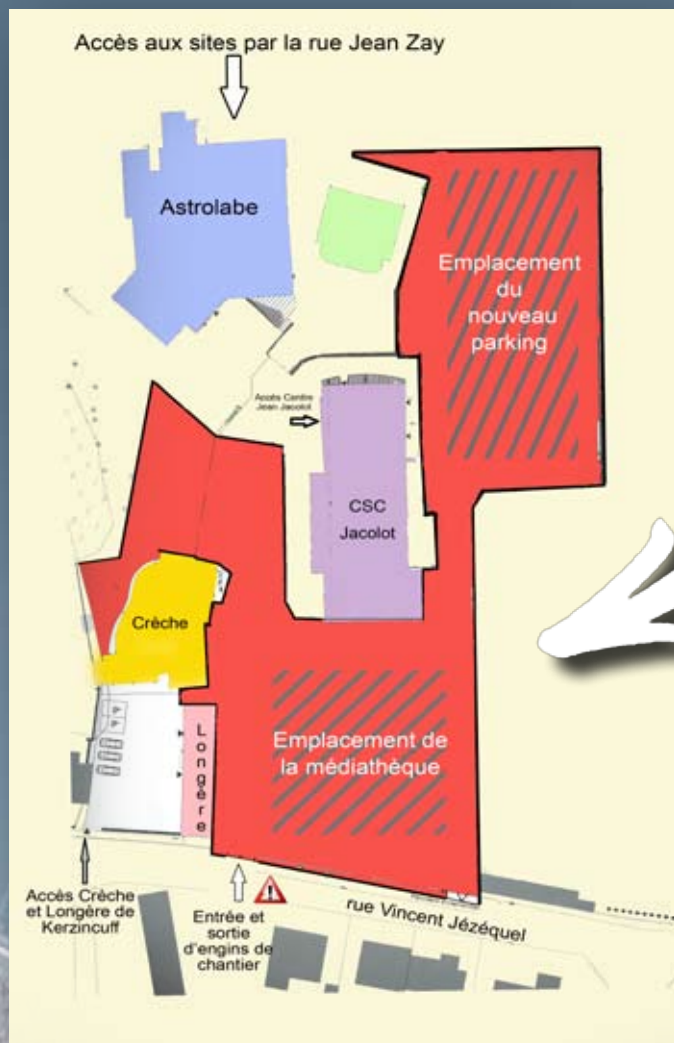 Accès aux sites par la rue Jean Zay
Astrolabe
Emplacement
du
nouveau
parking
Accès Centre
Jean Jacolot
CSC
Jacolot
Crèche
Longère
Emplacement de
la médiathèque
Accès Crèche
et Longère de
Kerzincuff
Entrée et
sortie
d'engins de
chantier
rue Vincent Jézéquel